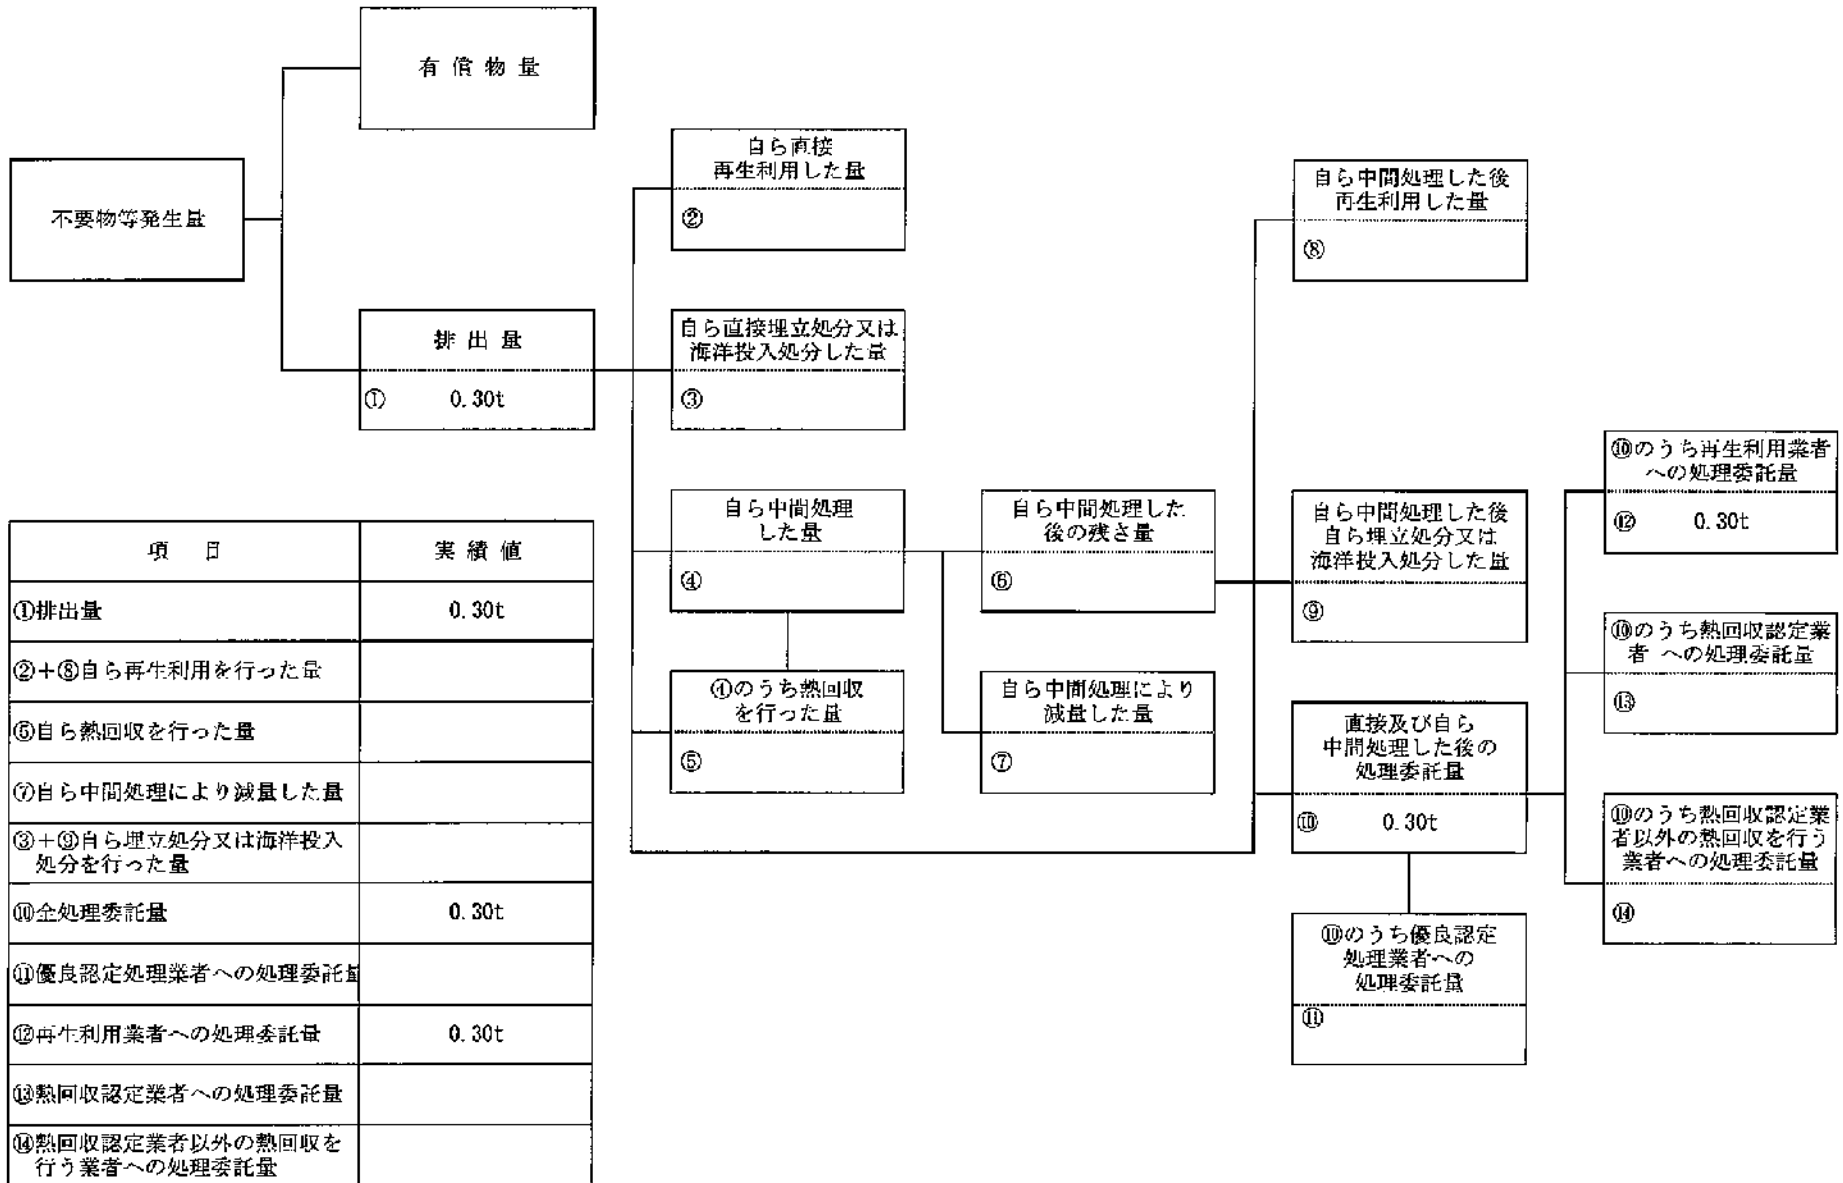 有償物量
不要物等発生量
排出量
① 0.30t
自ら直接
再生利用した量
②
自ら直接埋立処分又は
海洋投入処分した量
③
自ら中間処理
した量
④
④のうち熱回収
を行った量
⑤
自ら中間処理した
後の残さ量
⑥
自ら中間処理により
減量した量
⑦
自ら中間処理した後
再生利用した量
⑧
自ら中間処理した後
自ら埋立処分又は
海洋投入処分した量
⑨
直接及び自ら
中間処理した後の
処理委託量
⑩ 0.30t
⑩のうち優良認定
処理業者への
処理委託量
⑪
⑩のうち再生利用業者
への処理委託量
⑫ 0.30t
⑩のうち熱回収認定業
者 への処理委託量
⑬
⑩のうち熱回収認定業
者以外の熱回収を行う
業者への処理委託量
⑭
項 目 実績値
①排出量 0.30t
②+⑧自ら再生利用を行った量
⑤自ら熱回収を行った量
⑦自ら中間処理により減量した量
③+⑨自ら埋立処分又は海洋投入
処分を行った量
⑩全処理委託量 0.30t
⑪優良認定処理業者への処理委託量
⑫再生利用業者への処理委託量 0.30t
⑬熱回収認定業者への処理委託量
⑭熱回収認定業者以外の熱回収を
行う業者への処理委託量